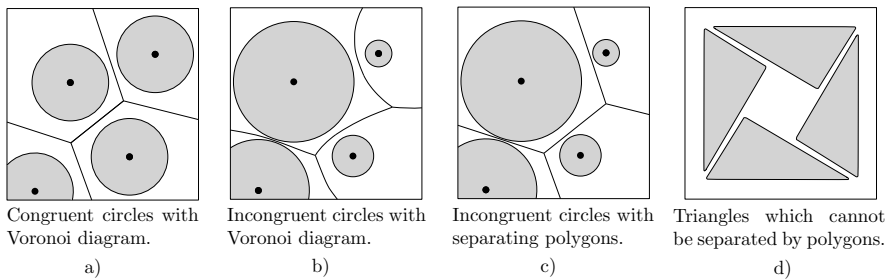 Congruent circles with
Voronoi diagram.
a)
Incongruent circles with
Voronoi diagram.
b)
Incongruent circles with
separating polygons.
c)
Triangles which cannot
be separated by polygons.
d)